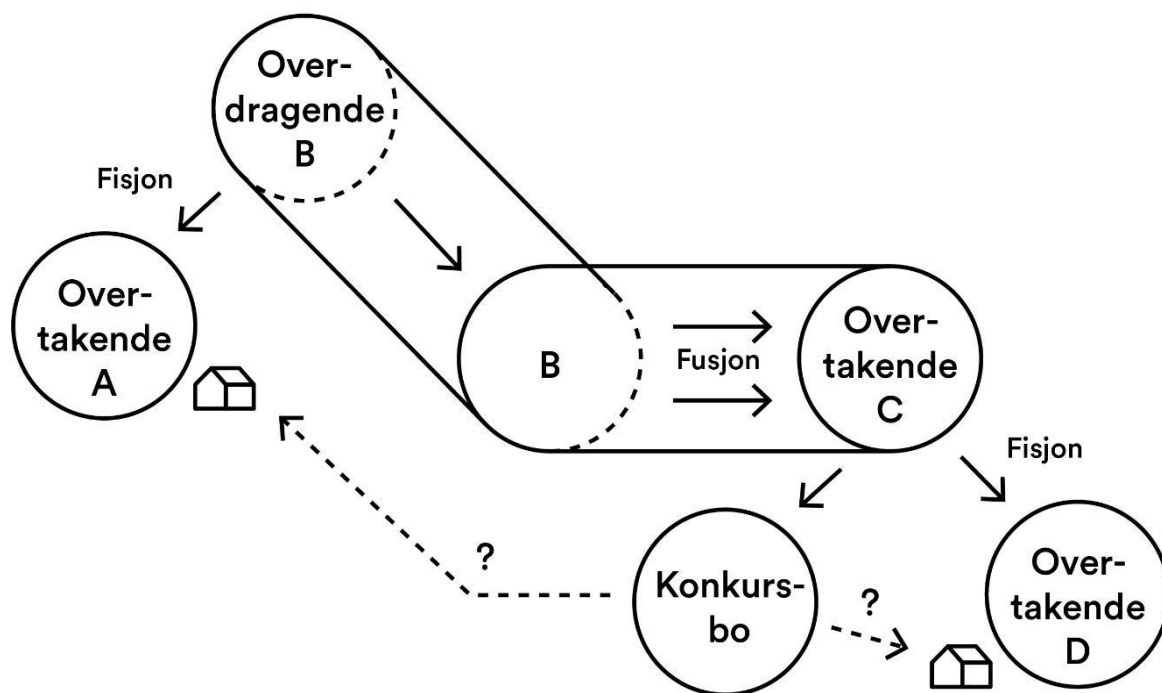 Over-
dragende
B
Fisjon
Over-
takende
A
B
Fusjon
Over-
takende
C
Fisjon
?
Konkurs-
bo
?
Over-
takende
D